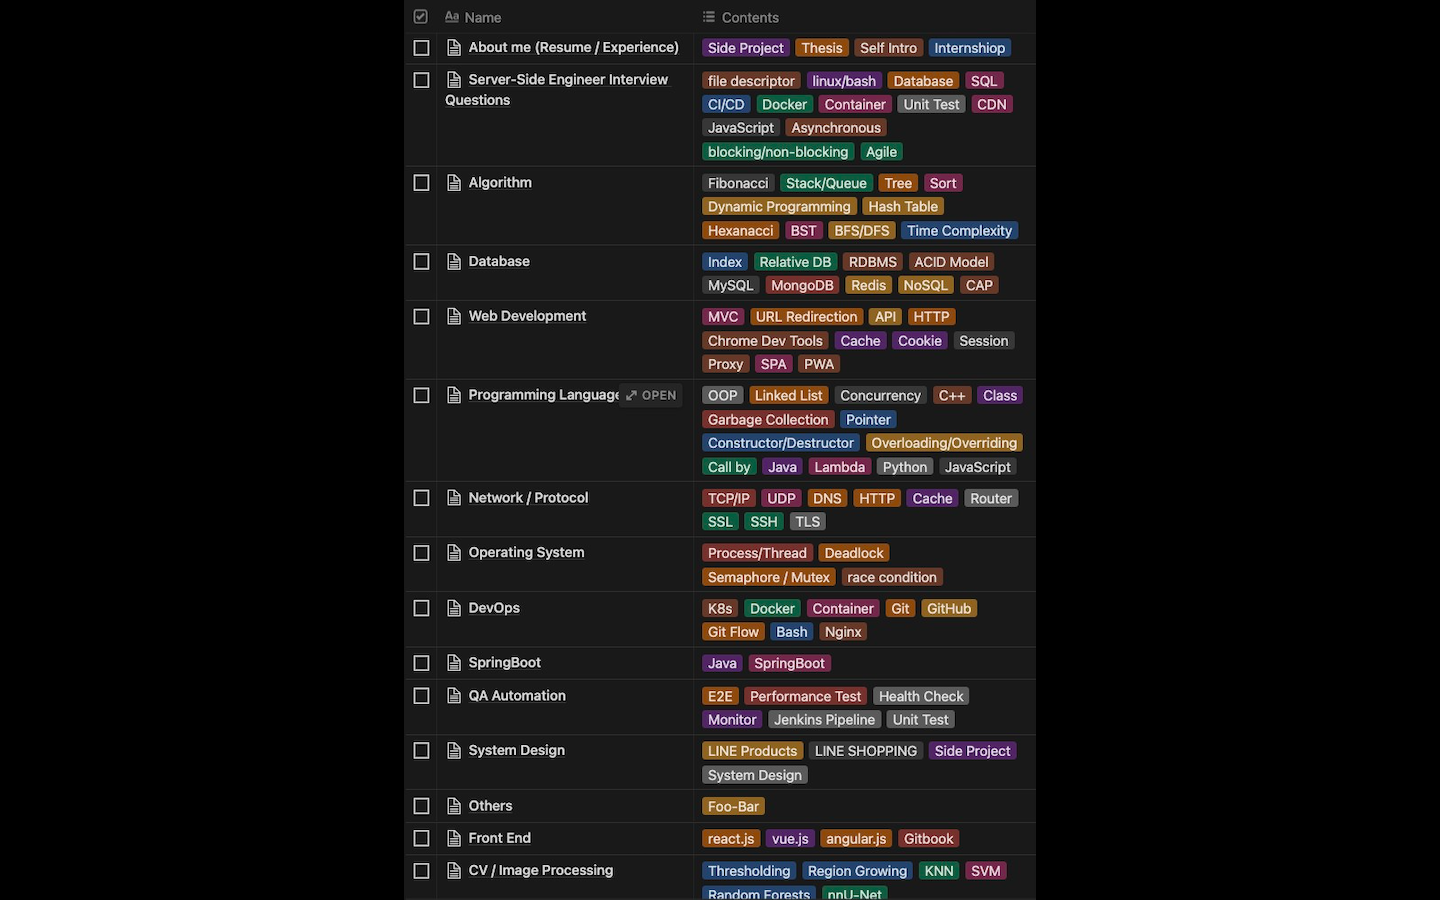 Aa Name Contents
About me (Resume / Experience) Side Project Thesis Self Intro Internshiop
Server-Side Engineer Interview Questions
file descriptor linux/bash Database SQL
CI/CD Docker Container Unit Test CDN
JavaScript Asynchronous
blocking/non-blocking Agile
Algorithm Fibonacci Stack/Queue Tree Sort
Dynamic Programming Hash Table
Hexanacci BST BFS/DFS Time Complexity
Database Index Relative DB RDBMS ACID Model
MySQL MongoDB Redis NoSQL CAP
Web Development MVC URL Redirection API HTTP
Chrome Dev Tools Cache Cookie Session
Proxy SPA PWA
Programming Language OPEN OOP Linked List Concurrency C++ Class
Garbage Collection Pointer
Constructor/Destructor Overloading/Overriding
Call by Java Lambda Python JavaScript
Network / Protocol TCP/IP UDP DNS HTTP Cache Router
SSL SSH TLS
Operating System Process/Thread Deadlock
Semaphore / Mutex race condition
DevOps K8s Docker Container Git GitHub
Git Flow Bash Nginx
SpringBoot Java SpringBoot
QA Automation E2E Performance Test Health Check
Monitor Jenkins Pipeline Unit Test
System Design LINE Products LINE SHOPPING Side Project
System Design
Others Foo-Bar
Front End react.js vue.js angular.js Gitbook
CV / Image Processing Thresholding Region Growing KNN SVM
Random Forests nnU-Net